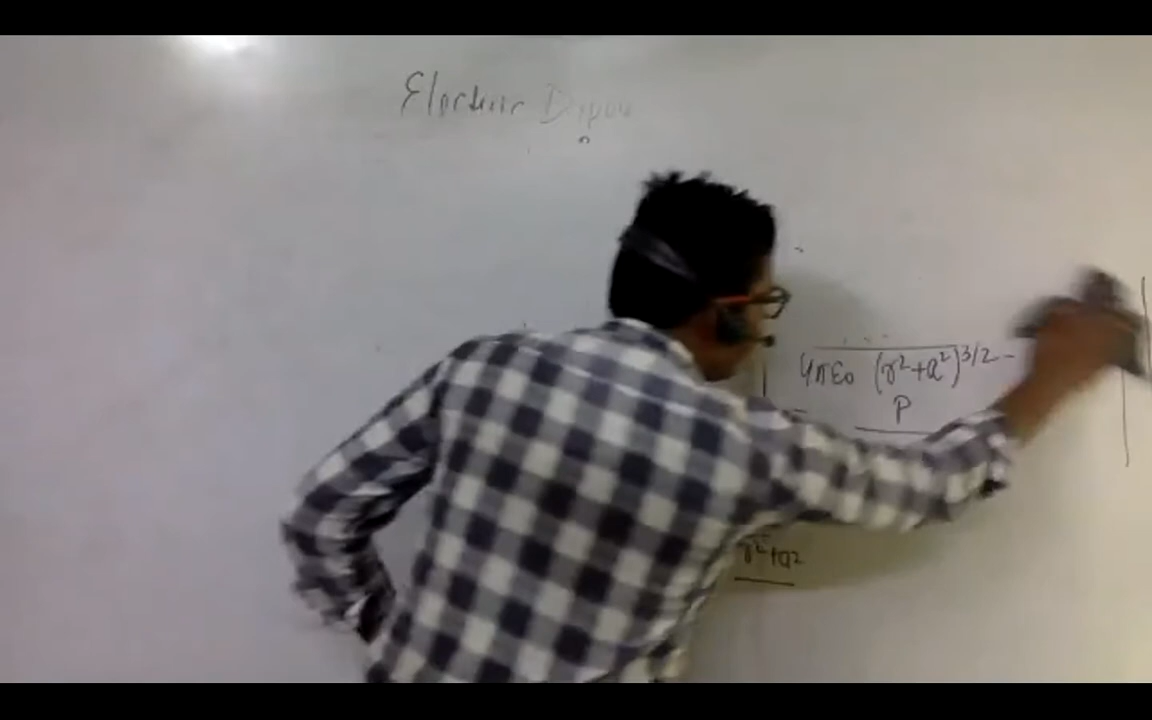 Electric Dipole
4πε₀ (r²+a²)^3/2 -
P
r²+a²